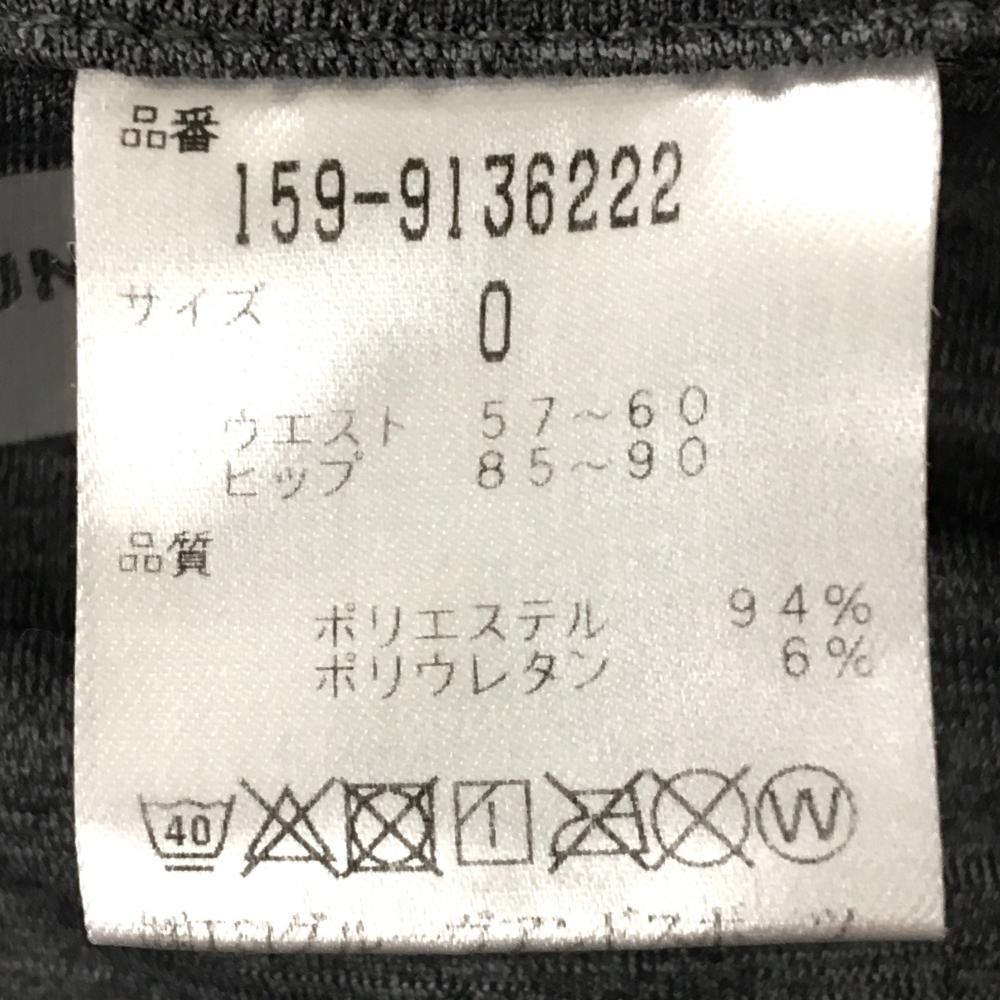 品番
159-9136222
サイズ 0
ウエスト 57~60
ヒップ 85~90
品質
ポリエステル 94%
ポリウレタン 6%
40 W